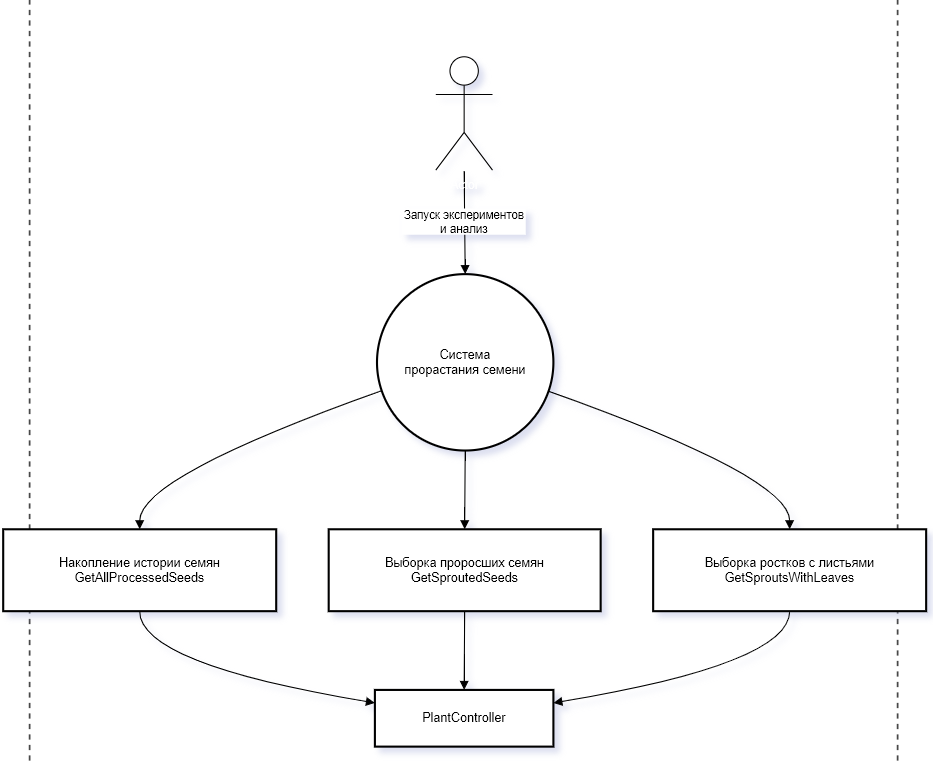 Запуск экспериментов
и анализ
Система
прорастания семени
Накопление истории семян
GetAllProcessedSeeds
Выборка проросших семян
GetSproutedSeeds
Выборка ростков с листьями
GetSproutsWithLeaves
PlantController